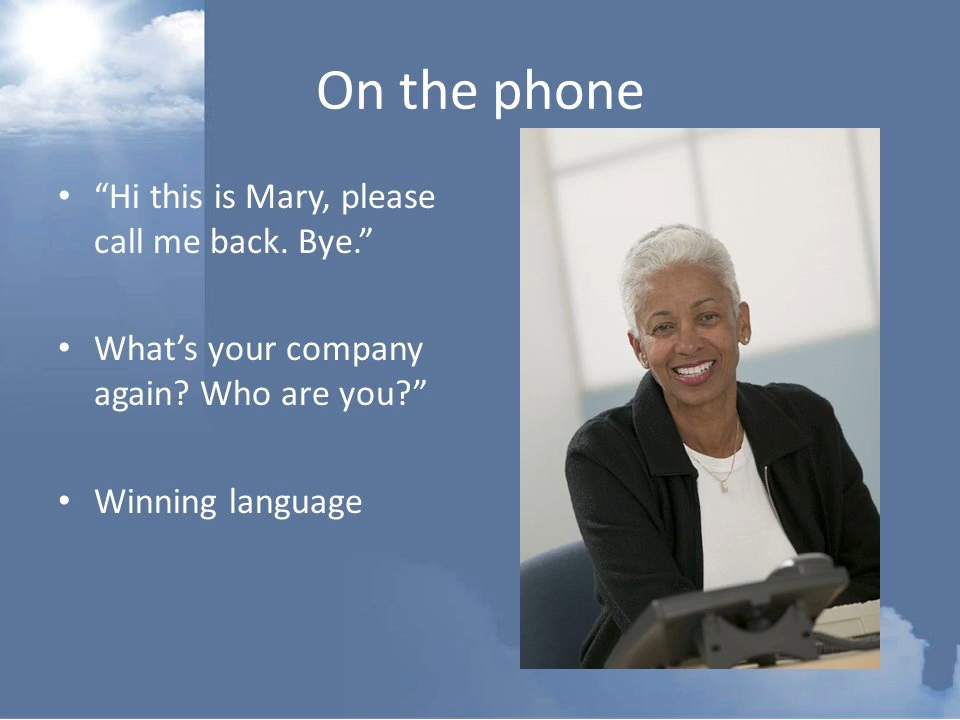 On the phone
• “Hi this is Mary, please
call me back. Bye.”
• What’s your company
again? Who are you?”
• Winning language